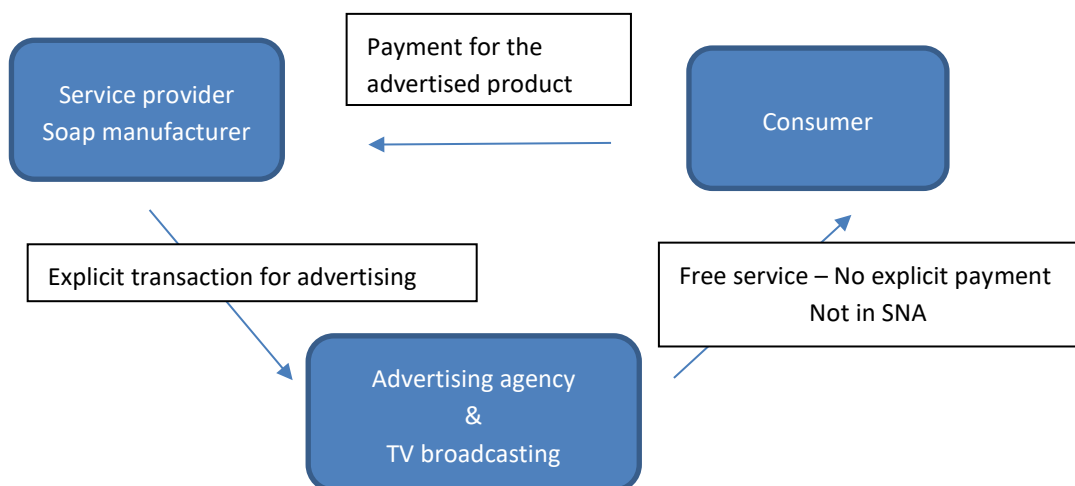 Payment for the
advertised product
Service provider
Soap manufacturer
Consumer
Explicit transaction for advertising
Free service – No explicit payment
Not in SNA
Advertising agency
&
TV broadcasting